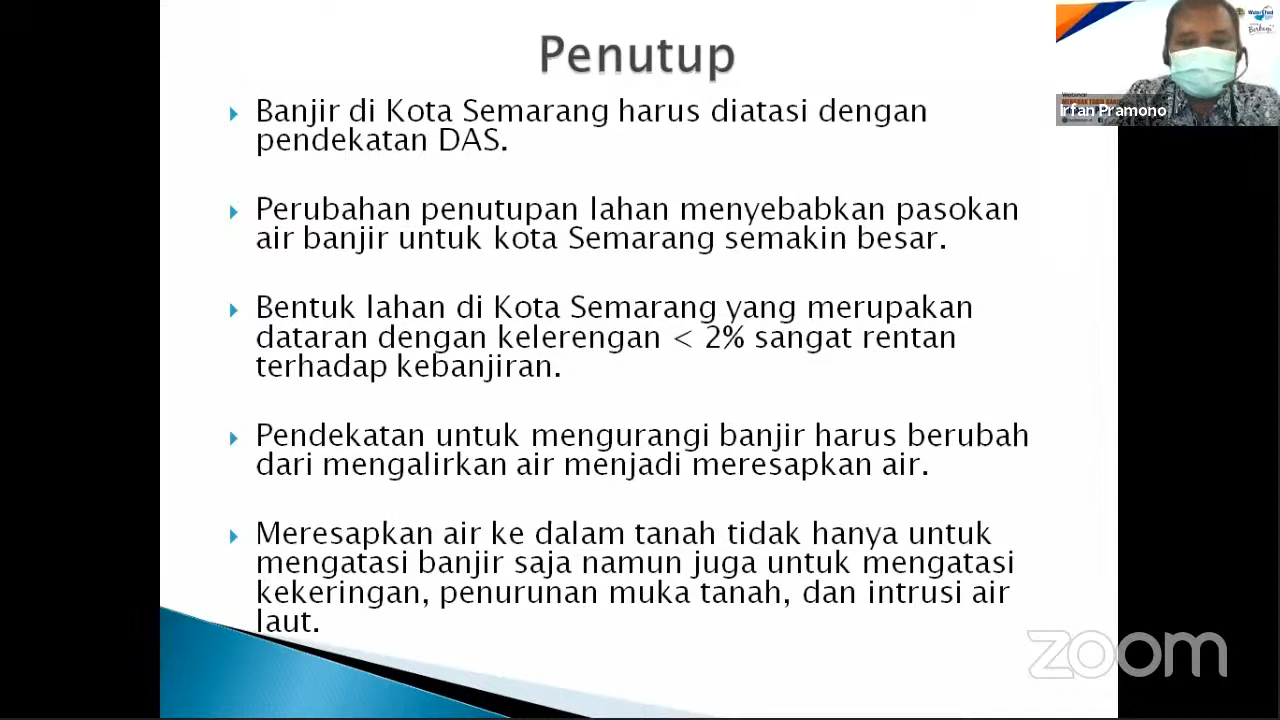 Penutup
Banjir di Kota Semarang harus diatasi dengan
pendekatan DAS.
Perubahan penutupan lahan menyebabkan pasokan
air banjir untuk kota Semarang semakin besar.
Bentuk lahan di Kota Semarang yang merupakan
dataran dengan kelerengan < 2% sangat rentan
terhadap kebanjiran.
Pendekatan untuk mengurangi banjir harus berubah
dari mengalirkan air menjadi meresapkan air.
Meresapkan air ke dalam tanah tidak hanya untuk
mengatasi banjir saja namun juga untuk mengatasi
kekeringan, penurunan muka tanah, dan intrusi air
laut.
Webinar
Irfan Pramono
zoom